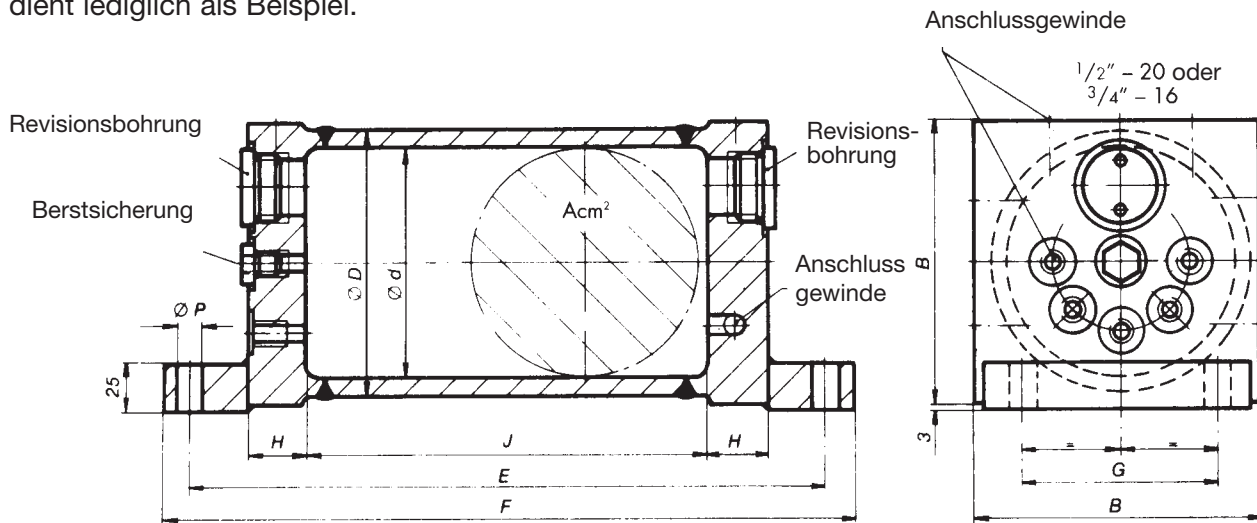 dient lediglich als Beispiel.
Anschlussgewinde
1/2" – 20 oder
3/4" – 16
Revisionsbohrung
Revisions-
bohrung
Berstsicherung
Acm²
Ø D
Ø d
B
Anschluss
gewinde
Ø P
25
H
J
H
3
=
=
E
G
F
B